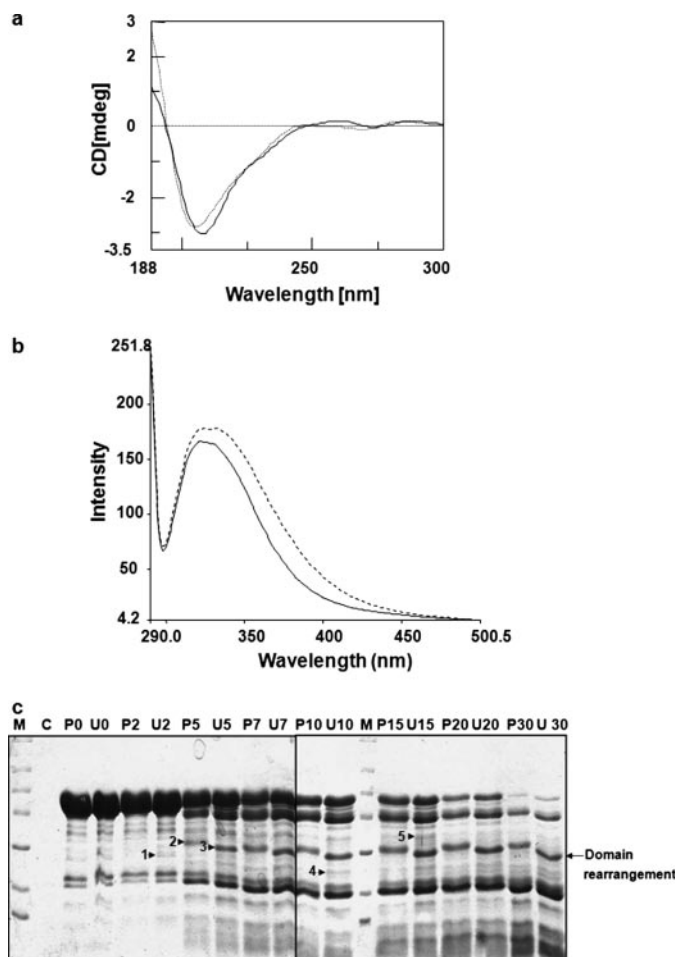 a
3
2
0
-2
-3.5
CD[mdeg]
188 250 300
Wavelength [nm]
b
251.8
200
150
100
50
4.2
Intensity
290.0 350 400 450 500.5
Wavelength (nm)
c
M C P0 U0 P2 U2 P5 U5 P7 U7 P10 U10 M P15 U15 P20 U20 P30 U 30
1
2
3
4
5
Domain
rearrangement